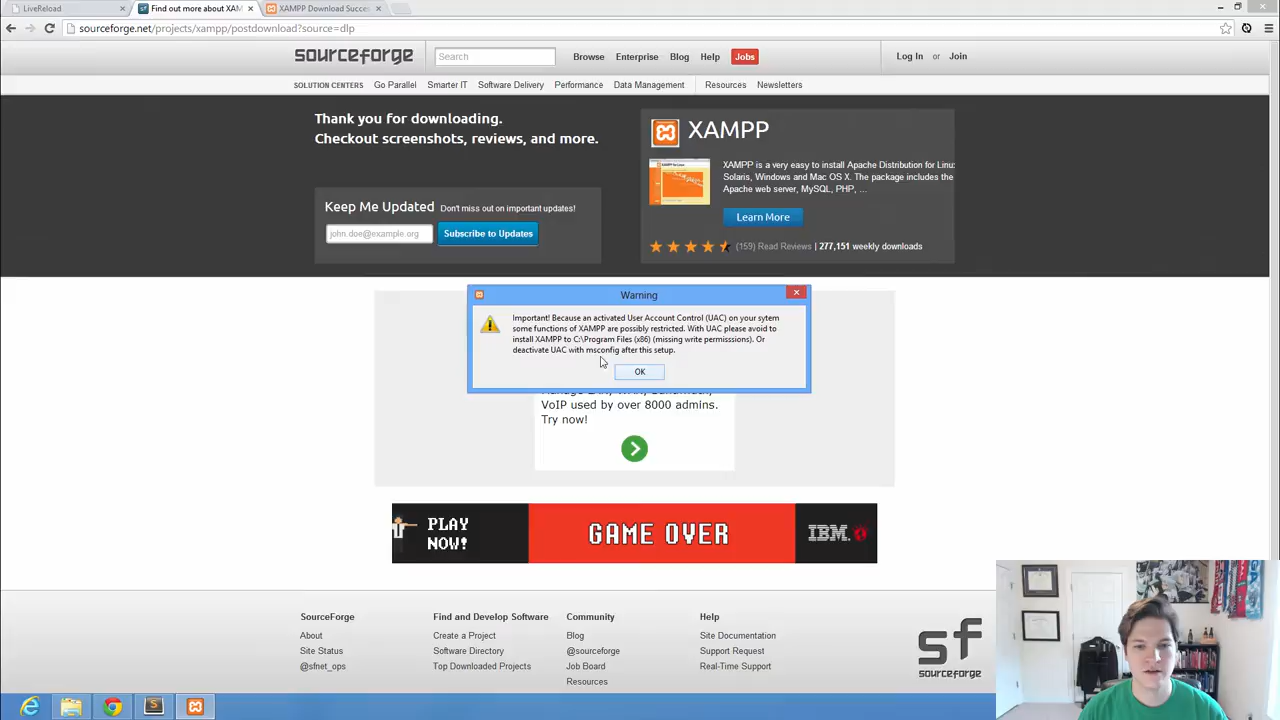 LiveReload
Find out more about XAM
XAMPP Download Succe
sourceforge.net/projects/xampp/postdownload?source=dlp
sourceforge
Search
Browse
Enterprise
Blog
Help
Jobs
Log In or Join
SOLUTION CENTERS
Go Parallel
Smarter IT
Software Delivery
Performance
Data Management
Resources
Newsletters
Thank you for downloading.
Checkout screenshots, reviews, and more.
Keep Me Updated Don't miss out on important updates!
john.doe@example.org
Subscribe to Updates
XAMPP
XAMPP is a very easy to install Apache Distribution for Linu
Solaris, Windows and Mac OS X. The package includes the
Apache web server, MySQL, PHP, ...
Learn More
(159) Read Reviews | 277,151 weekly downloads
Warning
Important! Because an activated User Account Control (UAC) on your sytem
some functions of XAMPP are possibly restricted. With UAC please avoid to
install XAMPP to C:\Program Files (x86) (missing write permisssions). Or
deactivate UAC with msconfig after this setup.
OK
VoIP used by over 8000 admins.
Try now!
PLAY
NOW!
GAME OVER
IBM.
SourceForge
About
Site Status
@sfnet_ops
Find and Develop Software
Create a Project
Software Directory
Top Downloaded Projects
Community
Blog
@sourceforge
Job Board
Resources
Help
Site Documentation
Support Request
Real-Time Support
sf
sourceforge